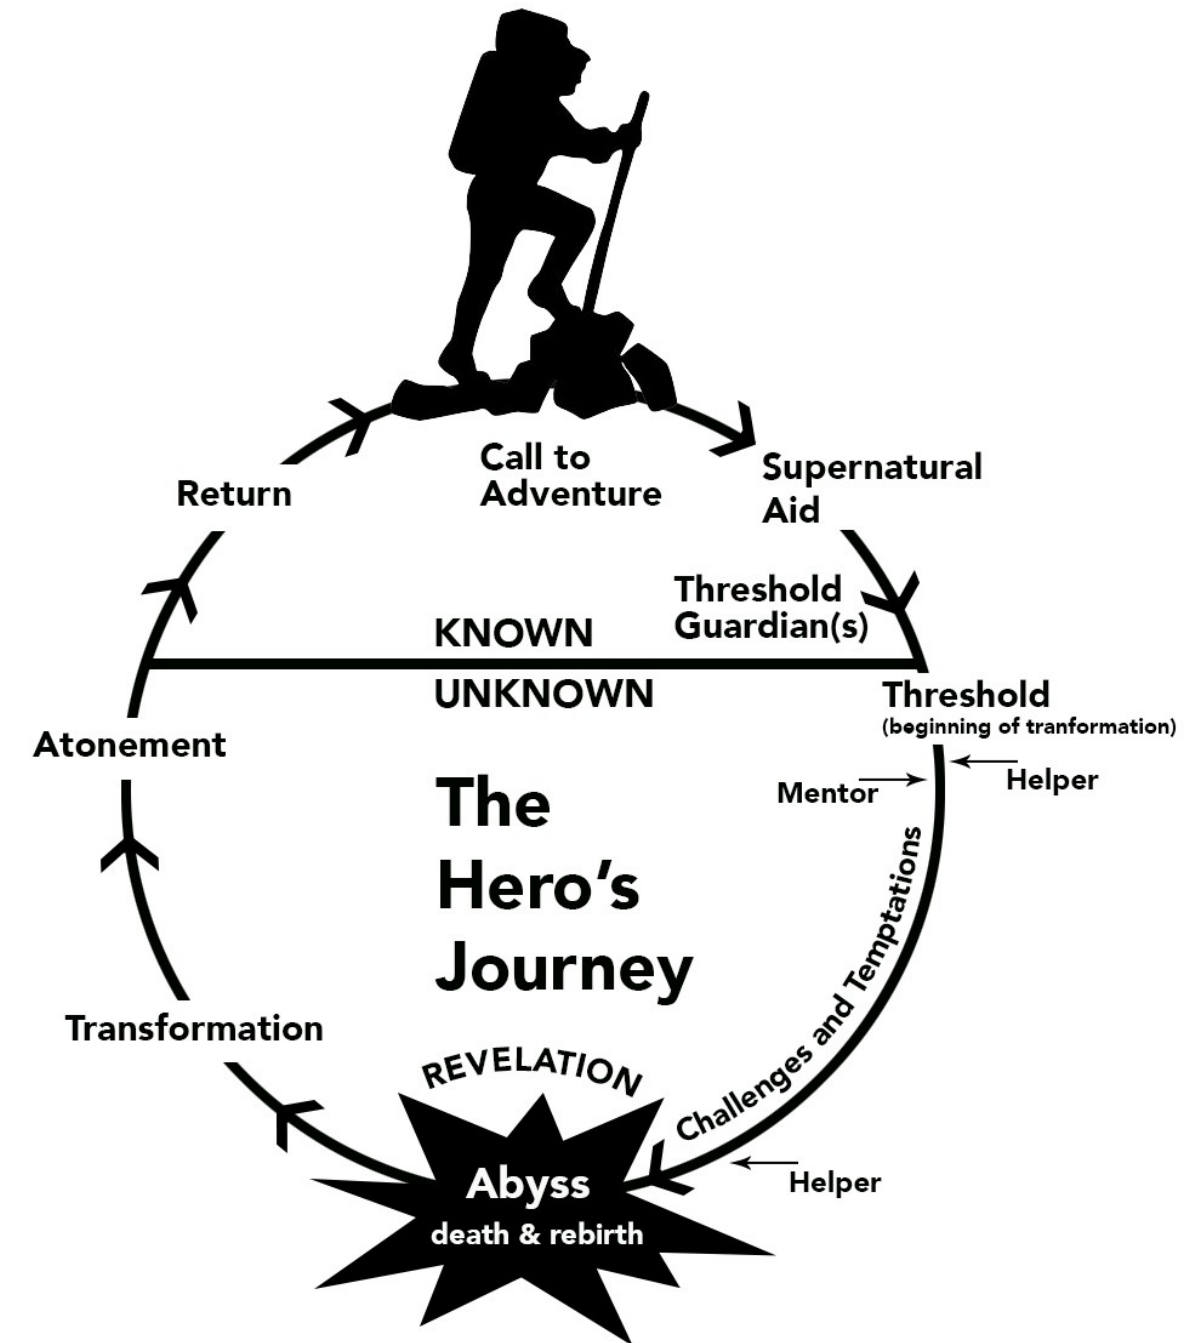 Call to
Adventure
Supernatural
Aid
Return
Threshold
Guardian(s)
KNOWN
UNKNOWN
Threshold
(beginning of tranformation)
Atonement
Mentor
Helper
The
Hero’s
Journey
Challenges and Temptations
Transformation
REVELATION
Abyss
death & rebirth
Helper